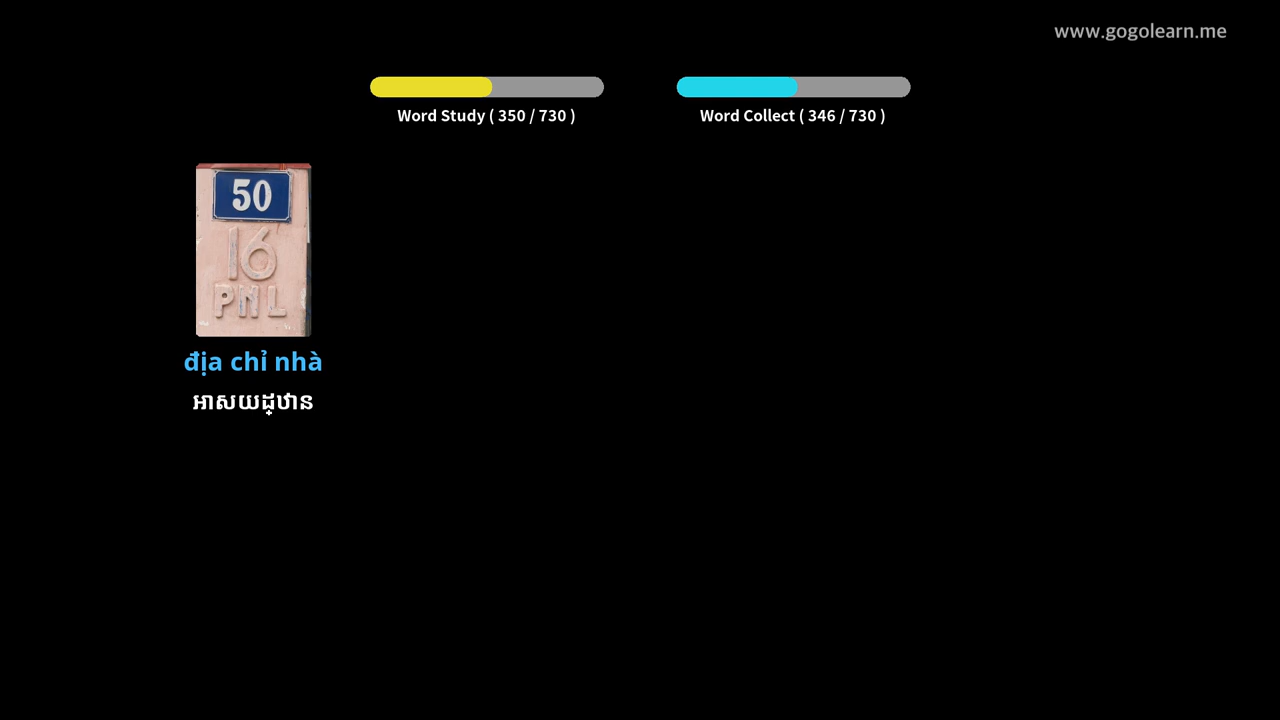 www.gogolearn.me
Word Study ( 350 / 730 )
Word Collect ( 346 / 730 )
50
16
PNL
địa chỉ nhà
អាសយដ្ឋាន